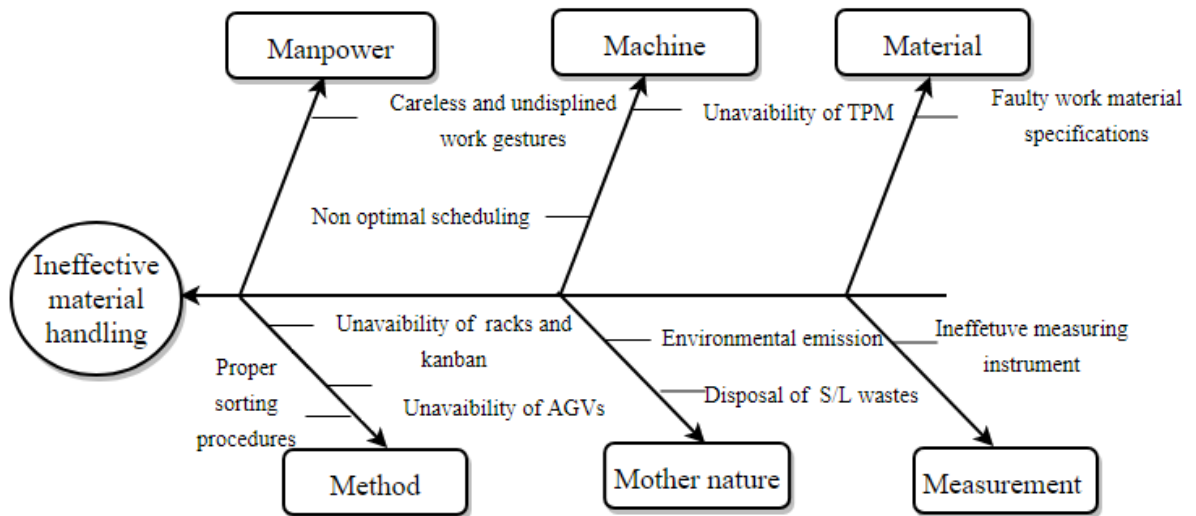 Manpower
Machine
Material
Careless and undisplined
work gestures
Unavaibility of TPM
Faulty work material
specifications
Non optimal scheduling
Ineffective
material
handling
Unavaibility of racks and
kanban
Environmental emission
Ineffetuve measuring
instrument
Proper
sorting
procedures
Unavaibility of AGVs
Disposal of S/L wastes
Method
Mother nature
Measurement